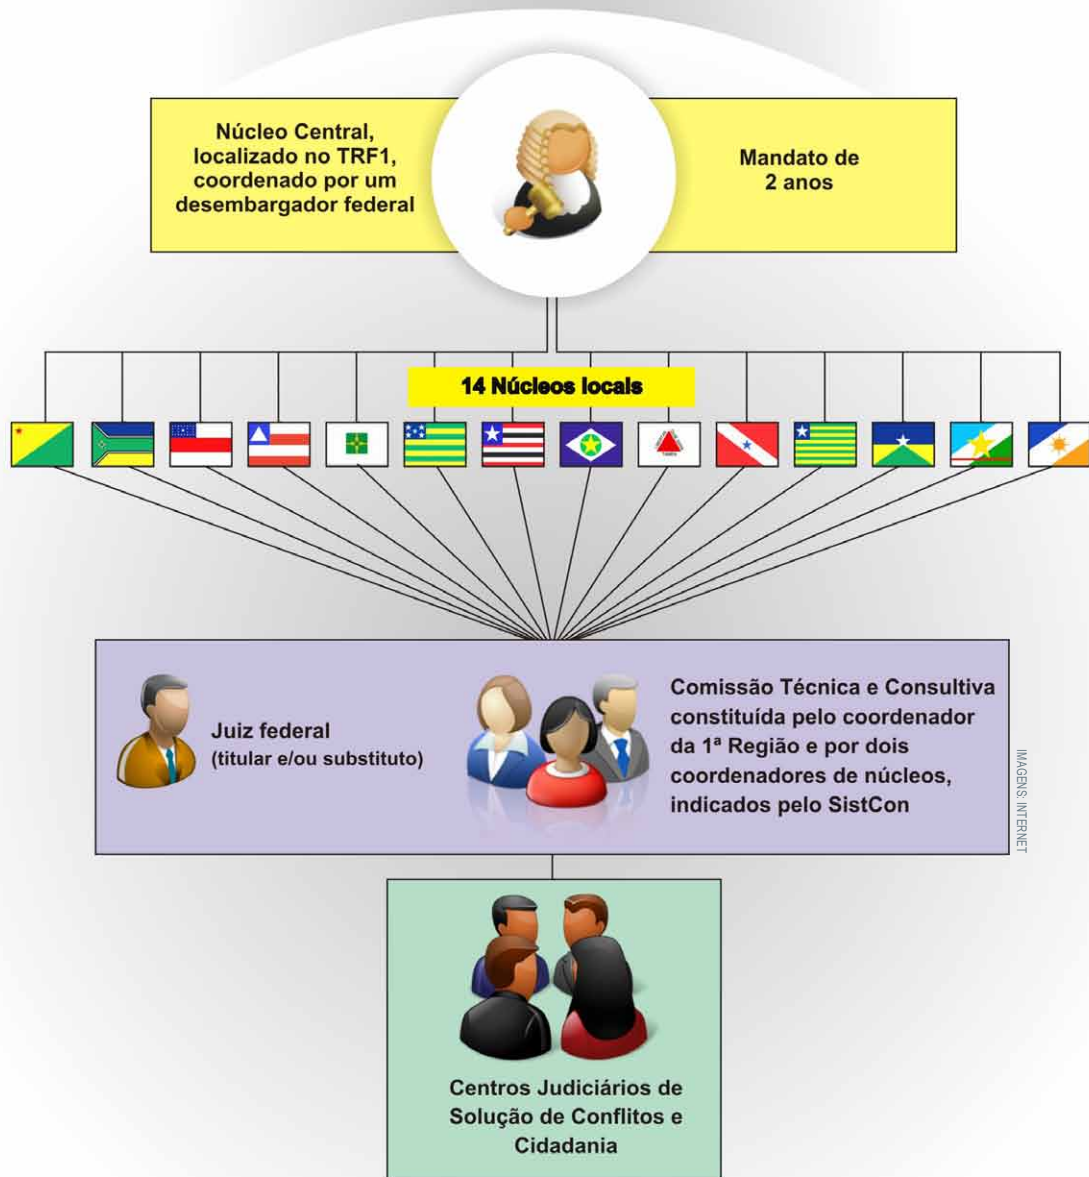 Núcleo Central,
localizado no TRF1,
coordenado por um
desembargador federal
Mandato de
2 anos
14 Núcleos locais
Juiz federal
(titular e/ou substituto)
Comissão Técnica e Consultiva
constituída pelo coordenador
da 1ª Região e por dois
coordenadores de núcleos,
indicados pelo SistCon
IMAGENS: INTERNET
Centros Judiciários de
Solução de Conflitos e
Cidadania